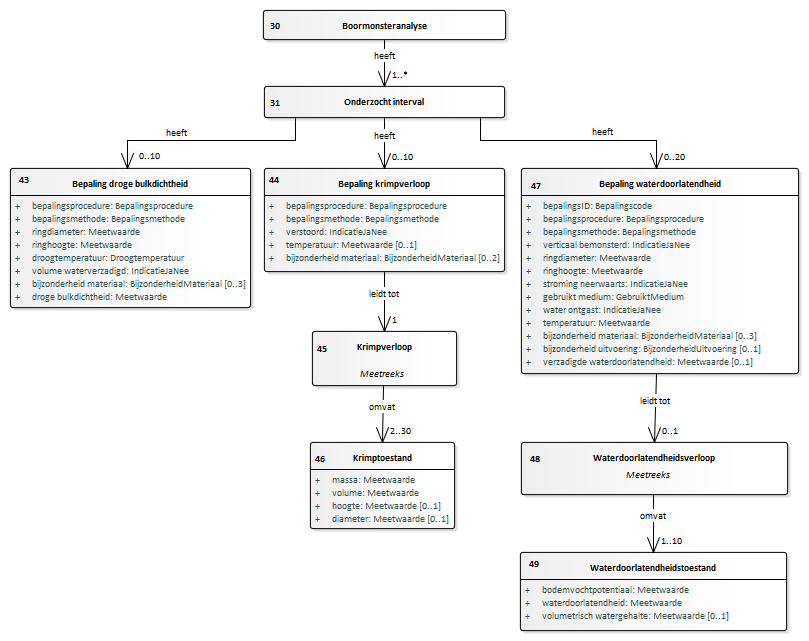 30 Boormonsteranalyse
heeft
1..*
31 Onderzocht interval
heeft
0..10
heeft
0..10
heeft
0..20
43 Bepaling droge bulkdichtheid
+ bepalingsprocedure: Bepalingsprocedure
+ bepalingsmethode: Bepalingsmethode
+ ringdiameter: Meetwaarde
+ ringhoogte: Meetwaarde
+ droogtemperatuur: Droogtemperatuur
+ volume waterverzadigd: IndicatieJaNee
+ bijzonderheid materiaal: BijzonderheidMateriaal [0..3]
+ droge bulkdichtheid: Meetwaarde
44 Bepaling krimpverloop
+ bepalingsprocedure: Bepalingsprocedure
+ bepalingsmethode: Bepalingsmethode
+ verstoord: IndicatieJaNee
+ temperatuur: Meetwaarde [0..1]
+ bijzonderheid materiaal: BijzonderheidMateriaal [0..2]
leidt tot
1
45 Krimpverloop
Meetreeks
omvat
2..30
46 Krimptoestand
+ massa: Meetwaarde
+ volume: Meetwaarde
+ hoogte: Meetwaarde [0..1]
+ diameter: Meetwaarde [0..1]
47 Bepaling waterdoorlatendheid
+ bepalingsID: Bepalingscode
+ bepalingsprocedure: Bepalingsprocedure
+ bepalingsmethode: Bepalingsmethode
+ verticaal bemonsterd: IndicatieJaNee
+ ringdiameter: Meetwaarde
+ ringhoogte: Meetwaarde
+ stroming neerwaarts: IndicatieJaNee
+ gebruikt medium: GebruiktMedium
+ water ontgast: IndicatieJaNee
+ temperatuur: Meetwaarde
+ bijzonderheid materiaal: BijzonderheidMateriaal [0..3]
+ bijzonderheid uitvoering: BijzonderheidUitvoering [0..1]
+ verzadigde waterdoorlatendheid: Meetwaarde [0..1]
leidt tot
0..1
48 Waterdoorlatendheidsverloop
Meetreeks
omvat
1..10
49 Waterdoorlatendheidstoestand
+ bodemvochtpotentiaal: Meetwaarde
+ waterdoorlatendheid: Meetwaarde
+ volumetrisch watergehalte: Meetwaarde [0..1]